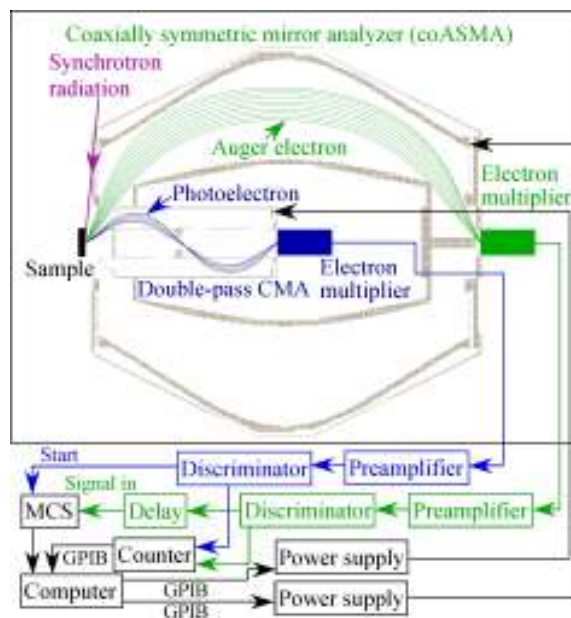 Coaxially symmetric mirror analyzer (coASMA)
Synchrotron
radiation
Auger electron
Electron
multiplier
Photoelectron
Sample
Electron
multiplier
Double-pass CMA
Start
Discriminator
Preamplifier
Signal in
MCS
Delay
Discriminator
Preamplifier
GPIB
Counter
Power supply
Computer
GPIB
GPIB
Power supply